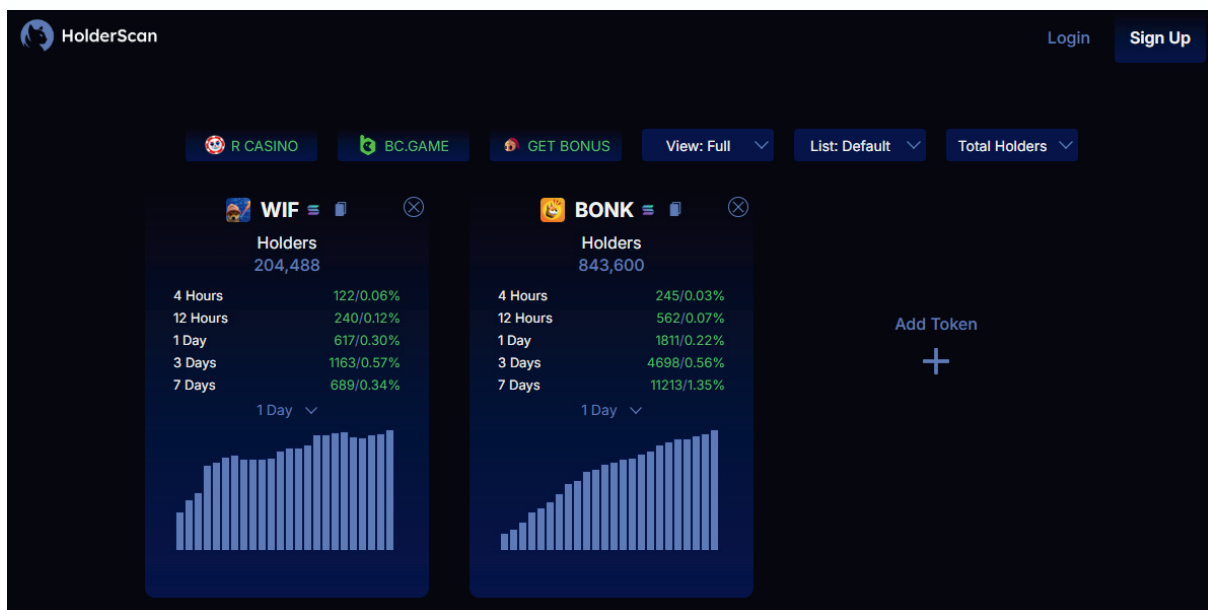 HolderScan
Login
Sign Up
R CASINO
BC.GAME
GET BONUS
View: Full
List: Default
Total Holders
WIF
Holders
204,488
4 Hours 122/0.06%
12 Hours 240/0.12%
1 Day 617/0.30%
3 Days 1163/0.57%
7 Days 689/0.34%
1 Day
BONK
Holders
843,600
4 Hours 245/0.03%
12 Hours 562/0.07%
1 Day 1811/0.22%
3 Days 4698/0.56%
7 Days 11213/1.35%
1 Day
Add Token